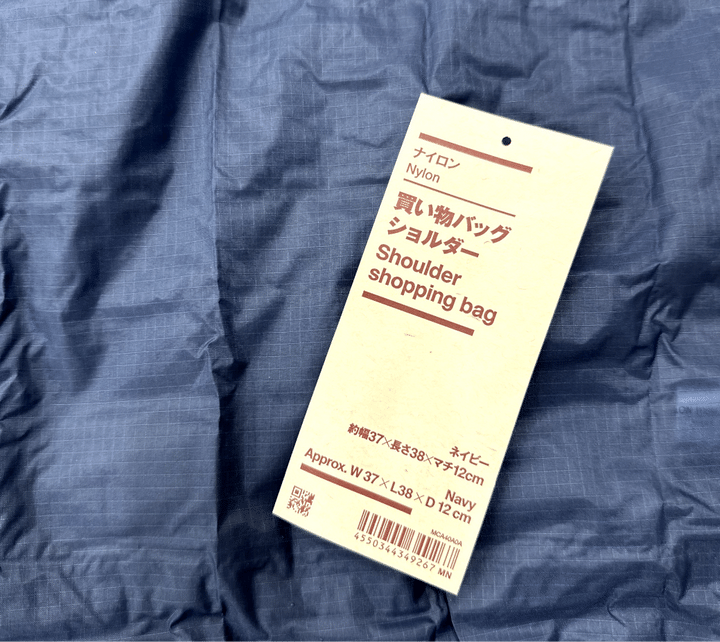 ナイロン
Nylon
買い物バッグ
ショルダー
Shoulder
shopping bag
ネイビー
約幅37×長さ38×マチ12cm
Navy
Approx. W 37×L38×D 12 cm
MCA4040A
4550344349267 MN